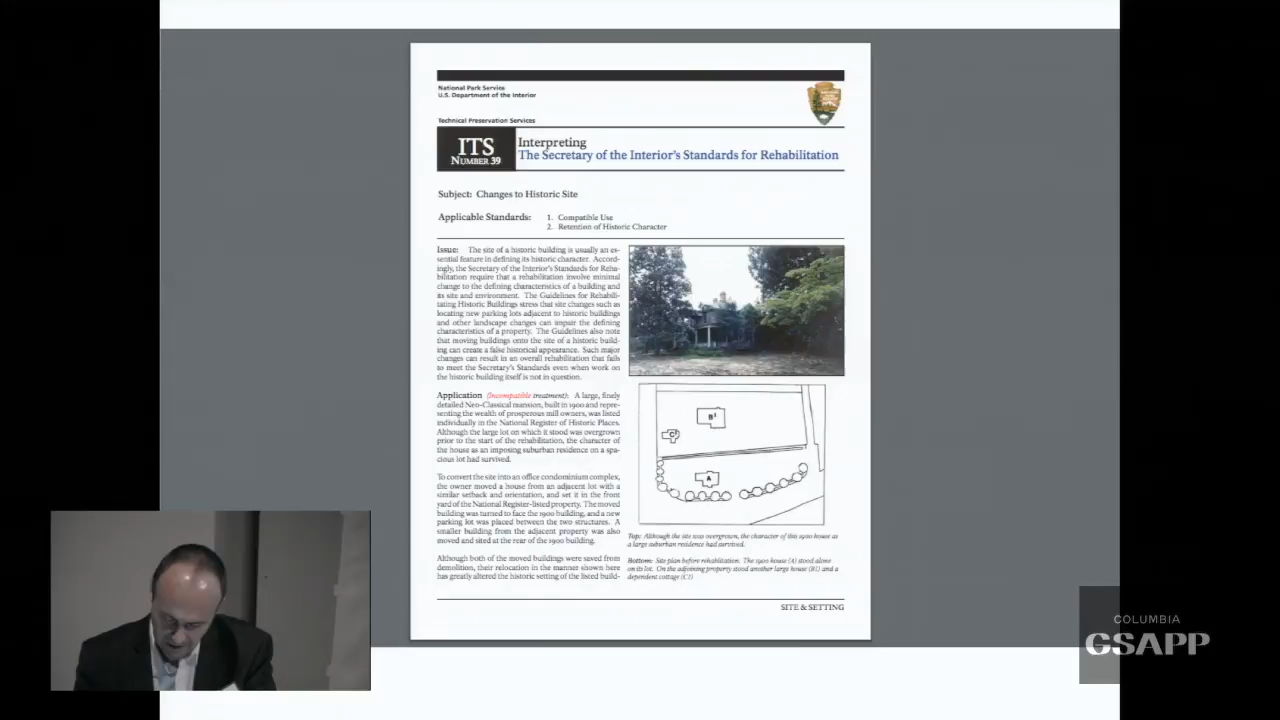 National Park Service
U.S. Department of the Interior
Technical Preservation Services
ITS
NUMBER 39
Interpreting
The Secretary of the Interior's Standards for Rehabilitation
Subject: Changes to Historic Site
Applicable Standards:
1. Compatible Use
2. Retention of Historic Character
Issue: The site of a historic building is usually an es-
sential feature in defining its historic character. Accord-
ingly, the Secretary of the Interior's Standards for Reha-
bilitation require that a rehabilitation involve minimal
change to the defining characteristics of a building and
its site and environment. The Guidelines for Rehabili-
tating Historic Buildings stress that site changes such as
locating new parking lots adjacent to historic buildings
and other landscape changes can impair the defining
characteristics of a property. The Guidelines also note
that moving buildings onto the site of a historic build-
ing can create a false historical appearance. Such major
changes can result in an overall rehabilitation that fails
to meet the Secretary's Standards even when work on
the historic building itself is not in question.
Application (Incompatible treatment): A large, finely
detailed Neo-Classical mansion, built in 1900 and repre-
senting the wealth of prosperous mill owners, was listed
individually in the National Register of Historic Places.
Although the large lot on which it stood was overgrown
prior to the start of the rehabilitation, the character of
the house as an imposing suburban residence on a spa-
cious lot had survived.
To convert the site into an office condominium complex,
the owner moved a house from an adjacent lot with a
similar setback and orientation, and set it in the front
yard of the National Register-listed property. The moved
building was turned to face the 1900 building, and a new
parking lot was placed between the two structures. A
smaller building from the adjacent property was also
moved and sited at the rear of the 1900 building.
Although both of the moved buildings were saved from
demolition, their relocation in the manner shown here
has greatly altered the historic setting of the listed build-
B1
C1
A
Top: Although the site was overgrown, the character of this 1900 house as
a large suburban residence had survived.
Bottom: Site plan before rehabilitation. The 1900 house (A) stood alone
on its lot. On the adjoining property stood another large house (B1) and a
dependent cottage (C1)
SITE & SETTING
COLUMBIA
GSAPP